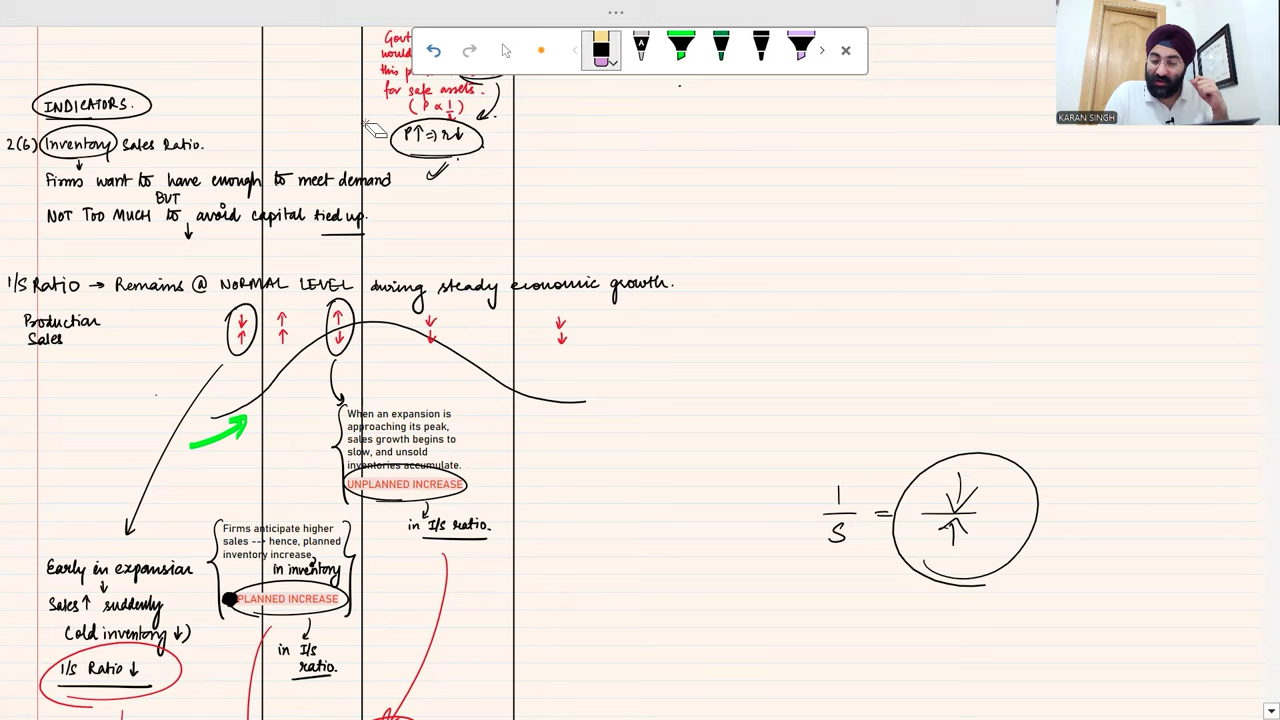 Govt
would
this p
for safe assets.
(P ∝ 1/r)
P↑ => r↓
KARAN SINGH
INDICATORS.
2(6) Inventory Sales Ratio.
Firms want to have enough to meet demand
BUT
NOT TOO MUCH to avoid capital tied up.
I/S Ratio → Remains @ NORMAL LEVEL during steady economic growth.
Production ↓ ↑ ↑ ↓ ↓
Sales ↑ ↑ ↓ ↓ ↓
When an expansion is
approaching its peak,
sales growth begins to
slow, and unsold
inventories accumulate.
UNPLANNED INCREASE
in I/S ratio.
Firms anticipate higher
sales --> hence, planned
inventory increase.
in inventory
PLANNED INCREASE
in I/S
ratio.
Early in expansion
↓
Sales ↑ suddenly
(old inventory ↓)
I/S Ratio ↓
I/S = ↓/↑